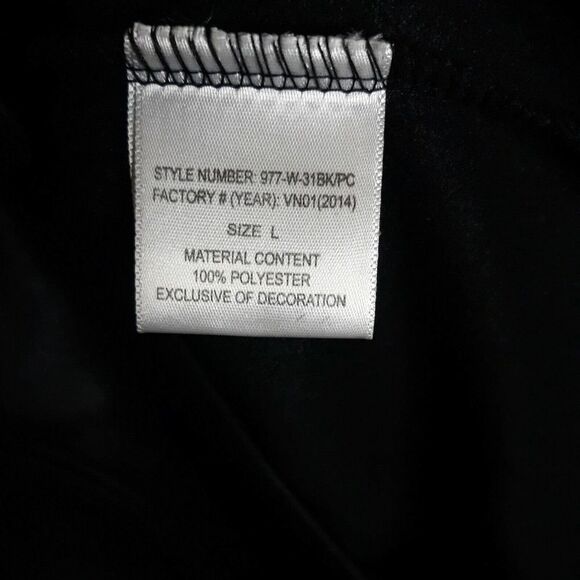 STYLE NUMBER: 977-W-31BK/PC
FACTORY # (YEAR): VN01(2014)
SIZE L
MATERIAL CONTENT
100% POLYESTER
EXCLUSIVE OF DECORATION